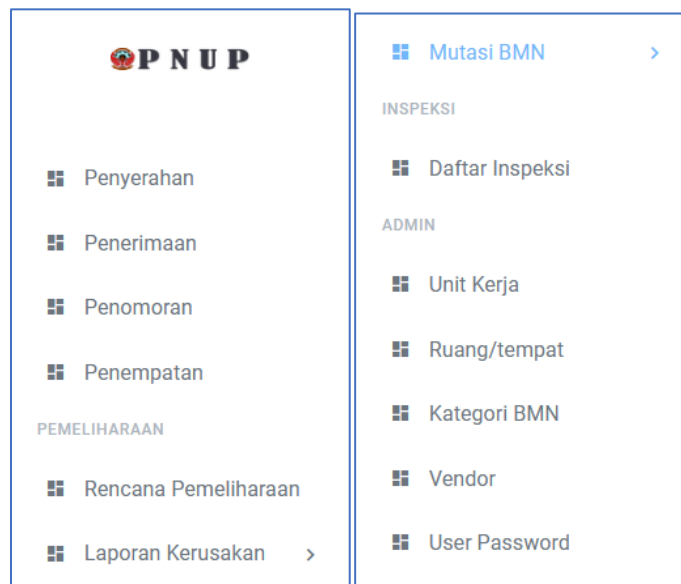 P N U P
Penyerahan
Penerimaan
Penomoran
Penempatan
PEMELIHARAAN
Rencana Pemeliharaan
Laporan Kerusakan
Mutasi BMN
INSPEKSI
Daftar Inspeksi
ADMIN
Unit Kerja
Ruang/tempat
Kategori BMN
Vendor
User Password